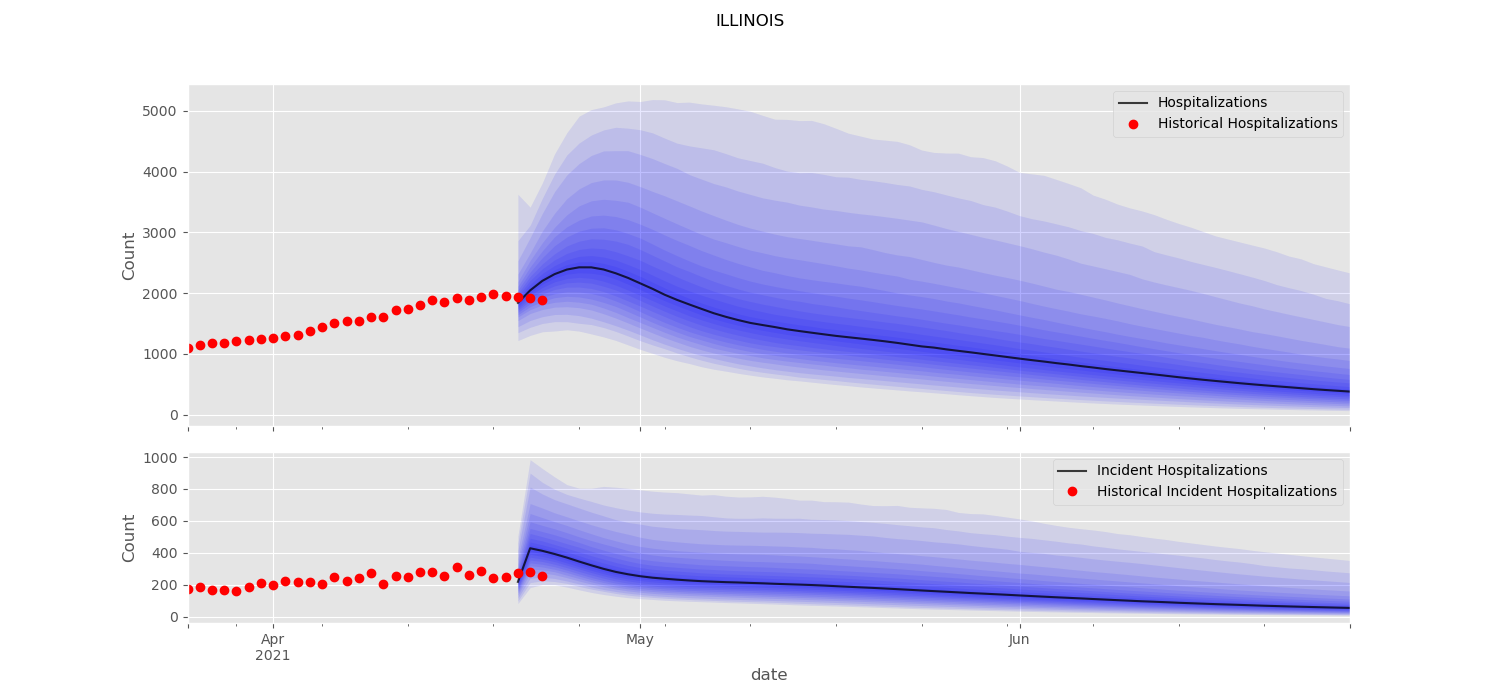 ILLINOIS
5000
4000
3000
2000
1000
0
Count
Hospitalizations
Historical Hospitalizations
1000
800
600
400
200
0
Count
Incident Hospitalizations
Historical Incident Hospitalizations
Apr
2021
May
Jun
date